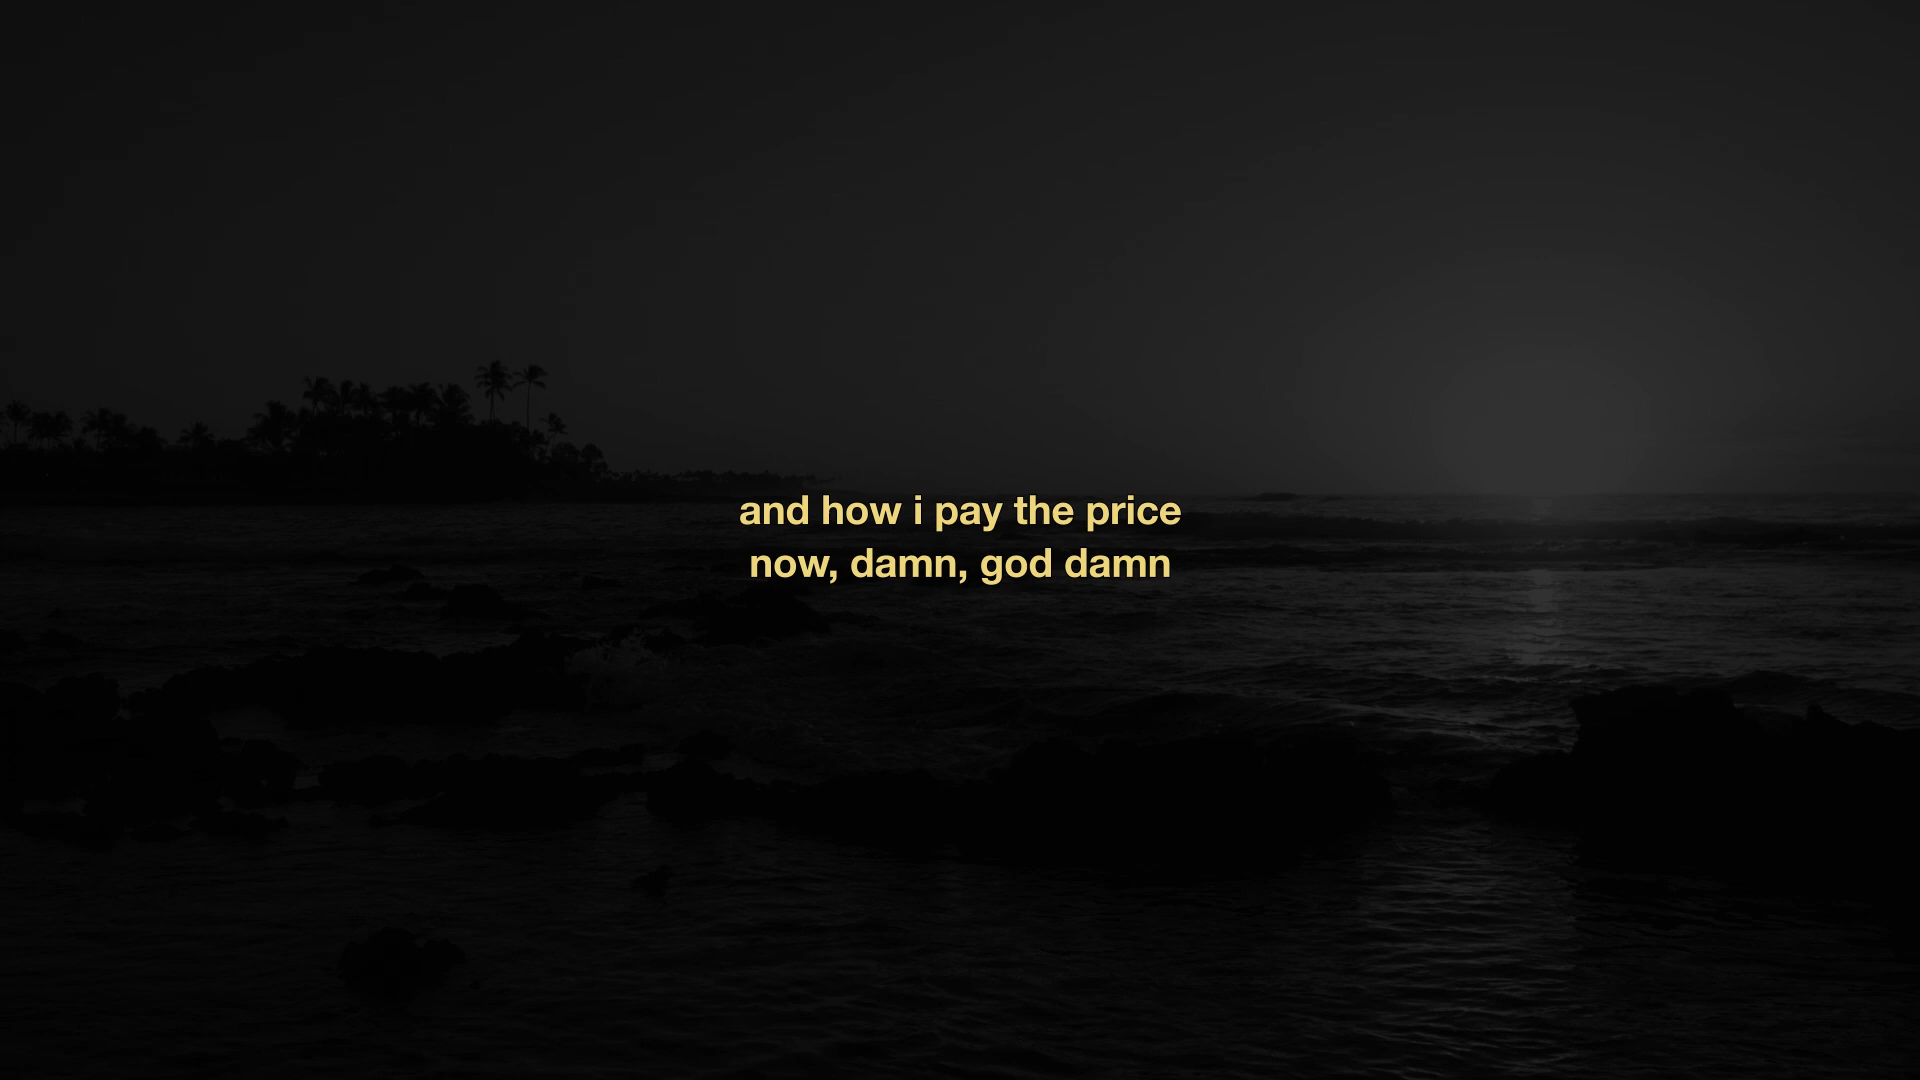 and how i pay the price
now, damn, god damn